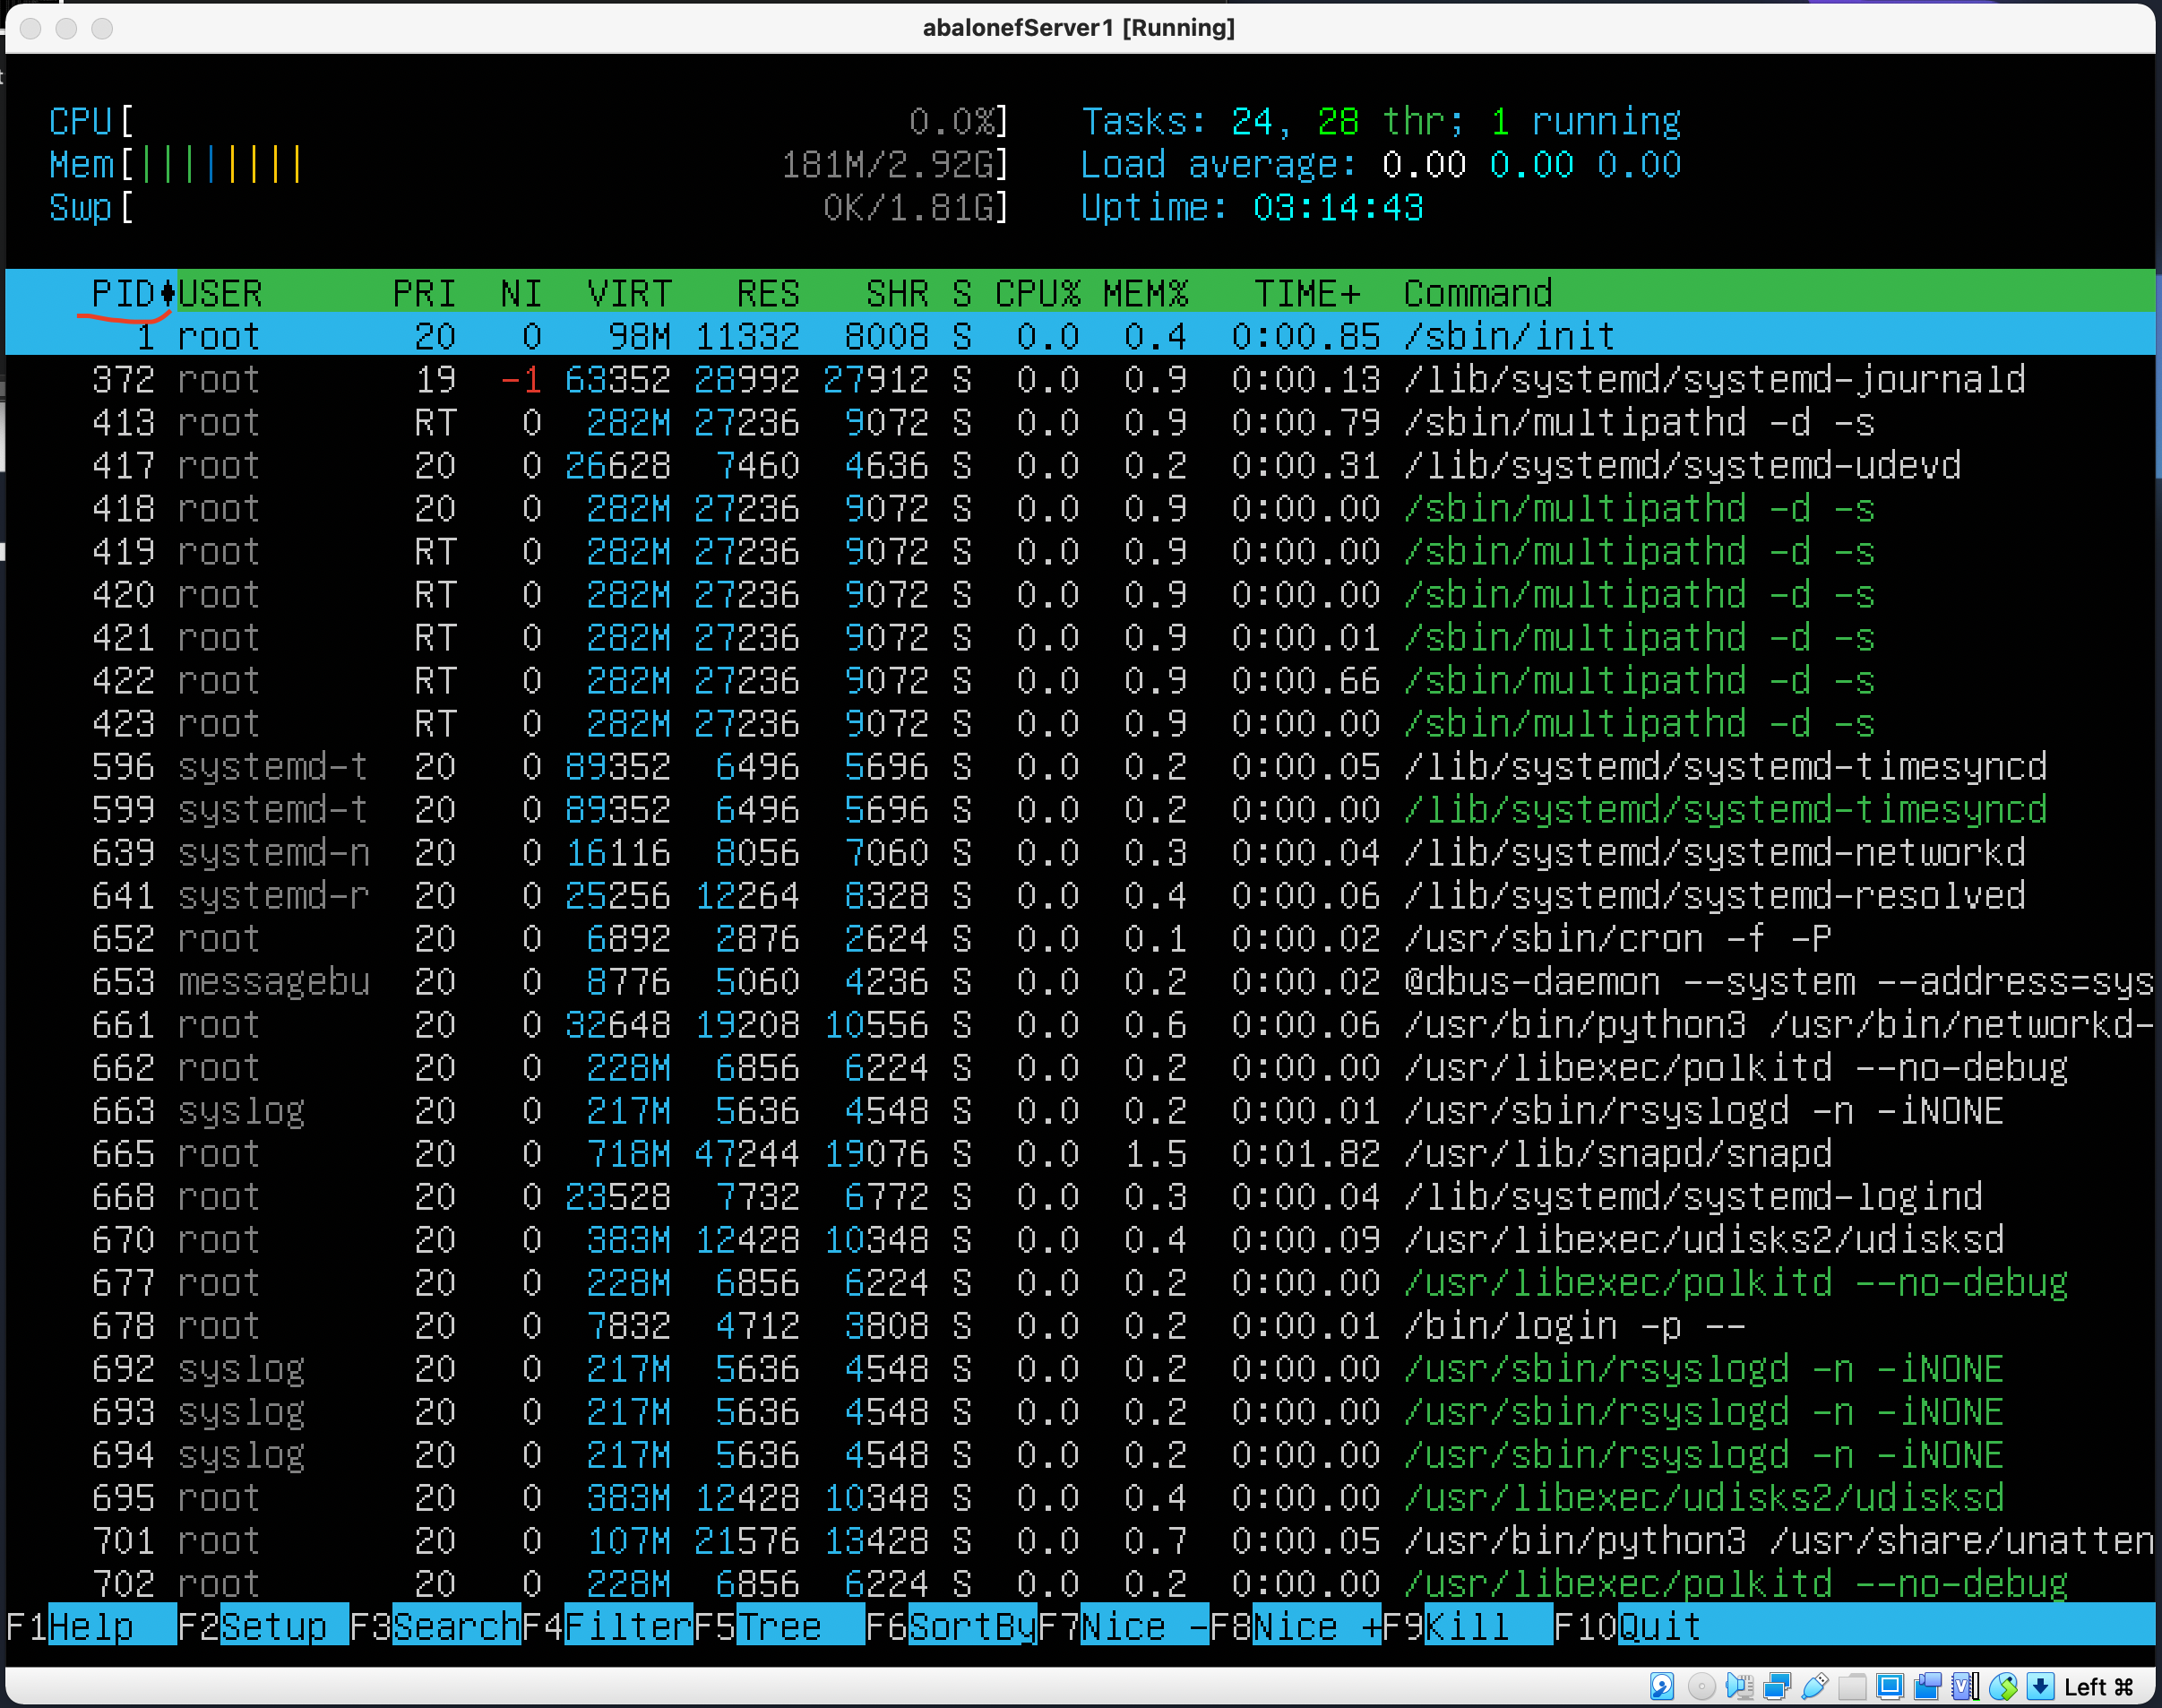 abalonefServer1 [Running]
CPU[ 0.0%] Tasks: 24, 28 thr; 1 running
Mem[|||||||| 181M/2.92G] Load average: 0.00 0.00 0.00
Swp[ 0K/1.81G] Uptime: 03:14:43
PID USER PRI NI VIRT RES SHR S CPU% MEM% TIME+ Command
1 root 20 0 98M 11332 8008 S 0.0 0.4 0:00.85 /sbin/init
372 root 19 -1 63352 28992 27912 S 0.0 0.9 0:00.13 /lib/systemd/systemd-journald
413 root RT 0 282M 27236 9072 S 0.0 0.9 0:00.79 /sbin/multipathd -d -s
417 root 20 0 26628 7460 4636 S 0.0 0.2 0:00.31 /lib/systemd/systemd-udevd
418 root 20 0 282M 27236 9072 S 0.0 0.9 0:00.00 /sbin/multipathd -d -s
419 root RT 0 282M 27236 9072 S 0.0 0.9 0:00.00 /sbin/multipathd -d -s
420 root RT 0 282M 27236 9072 S 0.0 0.9 0:00.00 /sbin/multipathd -d -s
421 root RT 0 282M 27236 9072 S 0.0 0.9 0:00.01 /sbin/multipathd -d -s
422 root RT 0 282M 27236 9072 S 0.0 0.9 0:00.66 /sbin/multipathd -d -s
423 root RT 0 282M 27236 9072 S 0.0 0.9 0:00.00 /sbin/multipathd -d -s
596 systemd-t 20 0 89352 6496 5696 S 0.0 0.2 0:00.05 /lib/systemd/systemd-timesyncd
599 systemd-t 20 0 89352 6496 5696 S 0.0 0.2 0:00.00 /lib/systemd/systemd-timesyncd
639 systemd-n 20 0 16116 8056 7060 S 0.0 0.3 0:00.04 /lib/systemd/systemd-networkd
641 systemd-r 20 0 25256 12264 8328 S 0.0 0.4 0:00.06 /lib/systemd/systemd-resolved
652 root 20 0 6892 2876 2624 S 0.0 0.1 0:00.02 /usr/sbin/cron -f -P
653 messagebu 20 0 8776 5060 4236 S 0.0 0.2 0:00.02 @dbus-daemon --system --address=sys
661 root 20 0 32648 19208 10556 S 0.0 0.6 0:00.06 /usr/bin/python3 /usr/bin/networkd-
662 root 20 0 228M 6856 6224 S 0.0 0.2 0:00.00 /usr/libexec/polkitd --no-debug
663 syslog 20 0 217M 5636 4548 S 0.0 0.2 0:00.01 /usr/sbin/rsyslogd -n -iNONE
665 root 20 0 718M 47244 19076 S 0.0 1.5 0:01.82 /usr/lib/snapd/snapd
668 root 20 0 23528 7732 6772 S 0.0 0.3 0:00.04 /lib/systemd/systemd-logind
670 root 20 0 383M 12428 10348 S 0.0 0.4 0:00.09 /usr/libexec/udisks2/udisksd
677 root 20 0 228M 6856 6224 S 0.0 0.2 0:00.00 /usr/libexec/polkitd --no-debug
678 root 20 0 7832 4712 3808 S 0.0 0.2 0:00.01 /bin/login -p --
692 syslog 20 0 217M 5636 4548 S 0.0 0.2 0:00.00 /usr/sbin/rsyslogd -n -iNONE
693 syslog 20 0 217M 5636 4548 S 0.0 0.2 0:00.00 /usr/sbin/rsyslogd -n -iNONE
694 syslog 20 0 217M 5636 4548 S 0.0 0.2 0:00.00 /usr/sbin/rsyslogd -n -iNONE
695 root 20 0 383M 12428 10348 S 0.0 0.4 0:00.00 /usr/libexec/udisks2/udisksd
701 root 20 0 107M 21576 13428 S 0.0 0.7 0:00.05 /usr/bin/python3 /usr/share/unatten
702 root 20 0 228M 6856 6224 S 0.0 0.2 0:00.00 /usr/libexec/polkitd --no-debug
F1Help F2Setup F3SearchF4FilterF5Tree F6SortByF7Nice -F8Nice +F9Kill F10Quit
Left ⌘